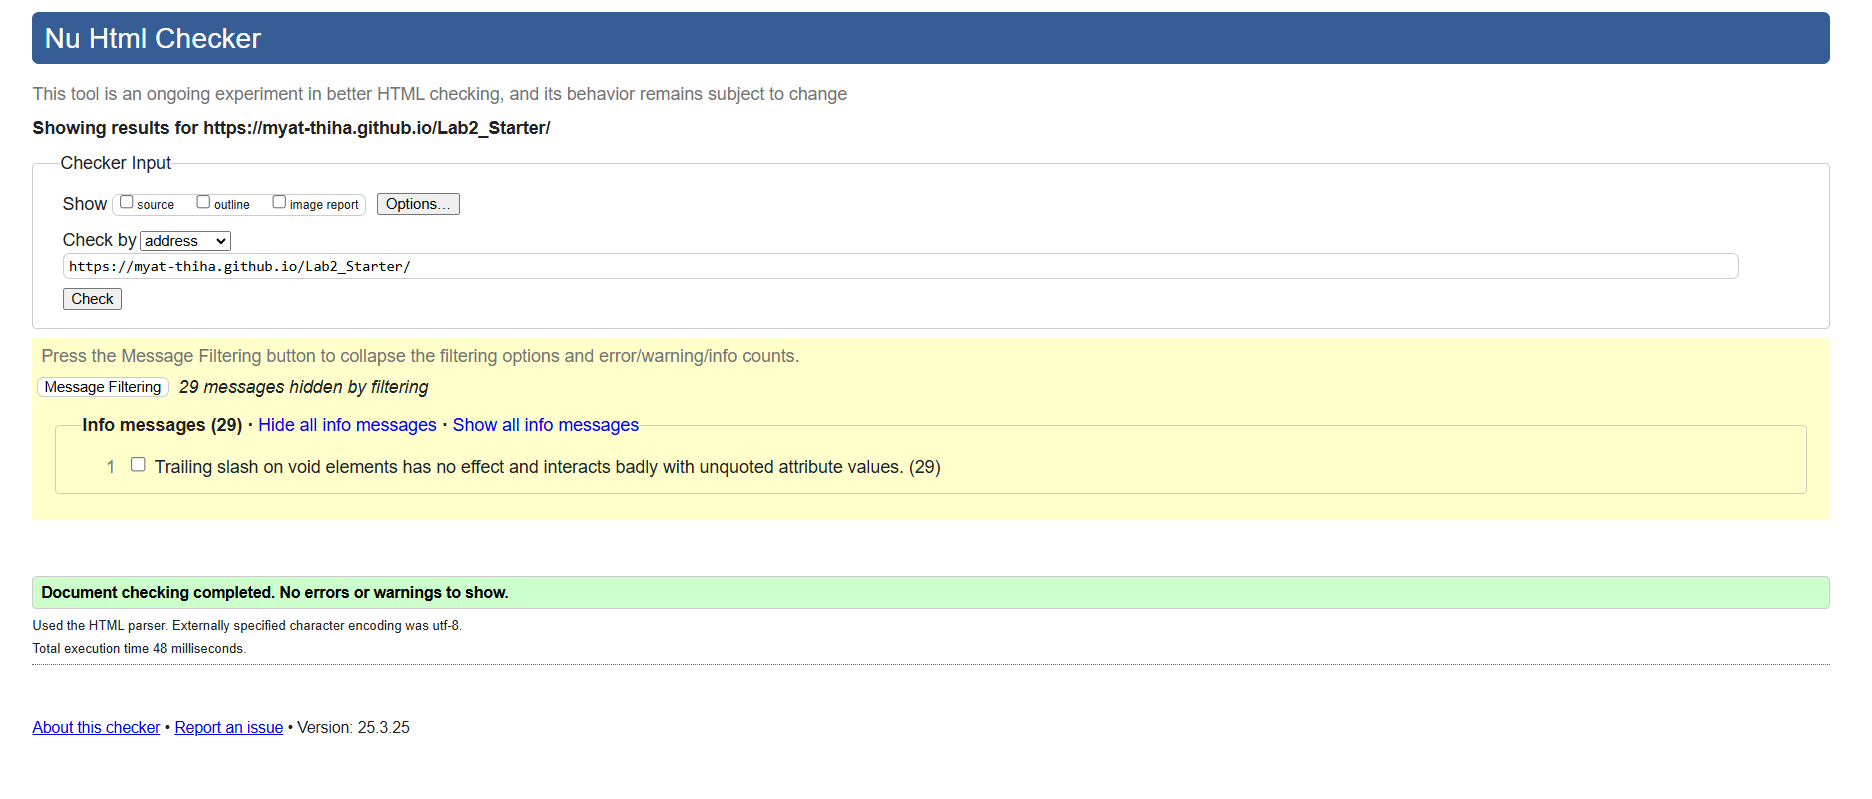 Nu Html Checker
This tool is an ongoing experiment in better HTML checking, and its behavior remains subject to change
Showing results for https://myat-thiha.github.io/Lab2_Starter/
Checker Input
Show source outline image report Options...
Check by address
https://myat-thiha.github.io/Lab2_Starter/
Check
Press the Message Filtering button to collapse the filtering options and error/warning/info counts.
Message Filtering 29 messages hidden by filtering
Info messages (29) · Hide all info messages · Show all info messages
1 Trailing slash on void elements has no effect and interacts badly with unquoted attribute values. (29)
Document checking completed. No errors or warnings to show.
Used the HTML parser. Externally specified character encoding was utf-8.
Total execution time 48 milliseconds.
About this checker • Report an issue • Version: 25.3.25